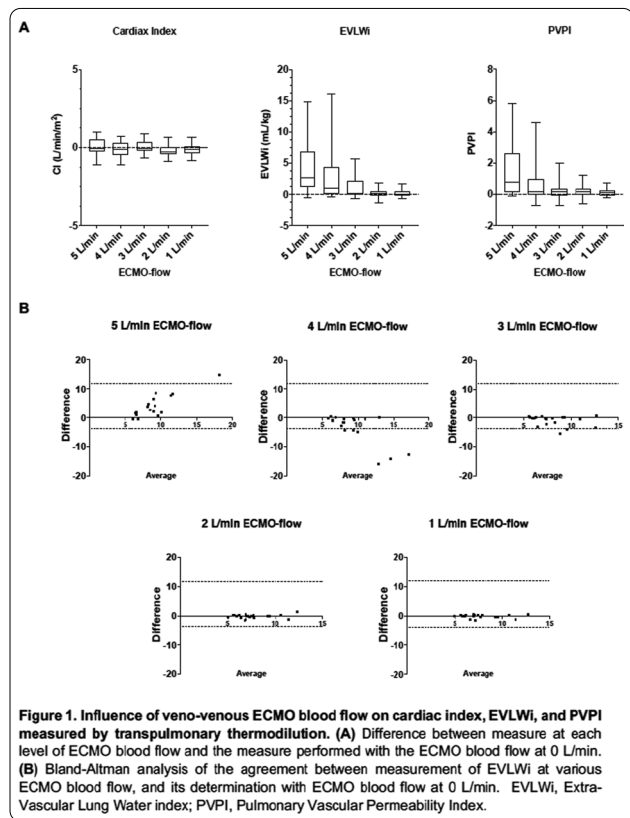 A
Cardiax Index
EVLWi
PVPI
CI (L/min/m²)
5
0
-5
5 L/min
4 L/min
3 L/min
2 L/min
1 L/min
ECMO-flow
EVLWi (mL/kg)
20
15
10
5
0
-5
5 L/min
4 L/min
3 L/min
2 L/min
1 L/min
ECMO-flow
PVPI
8
6
4
2
0
-2
5 L/min
4 L/min
3 L/min
2 L/min
1 L/min
ECMO-flow
B
5 L/min ECMO-flow
Difference
20
10
0
-10
-20
5
10
15
20
Average
4 L/min ECMO-flow
Difference
20
10
0
-10
-20
5
10
15
20
Average
3 L/min ECMO-flow
Difference
20
10
0
-10
-20
5
10
15
Average
2 L/min ECMO-flow
Difference
20
10
0
-10
-20
5
10
15
Average
1 L/min ECMO-flow
Difference
20
10
0
-10
-20
5
10
15
Average
Figure 1. Influence of veno-venous ECMO blood flow on cardiac index, EVLWi, and PVPI
measured by transpulmonary thermodilution. (A) Difference between measure at each
level of ECMO blood flow and the measure performed with the ECMO blood flow at 0 L/min.
(B) Bland-Altman analysis of the agreement between measurement of EVLWi at various
ECMO blood flow, and its determination with ECMO blood flow at 0 L/min. EVLWi, Extra-
Vascular Lung Water index; PVPI, Pulmonary Vascular Permeability Index.